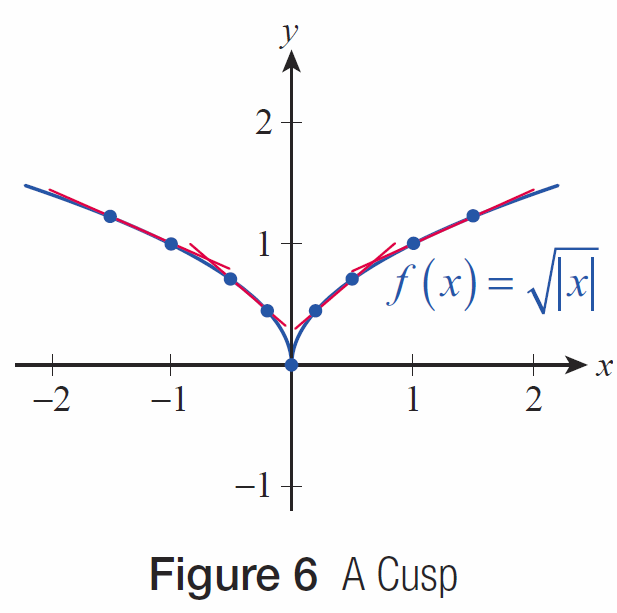 y
2
1
f(x) = √|x|
−2 −1 1 2 x
−1
Figure 6 A Cusp